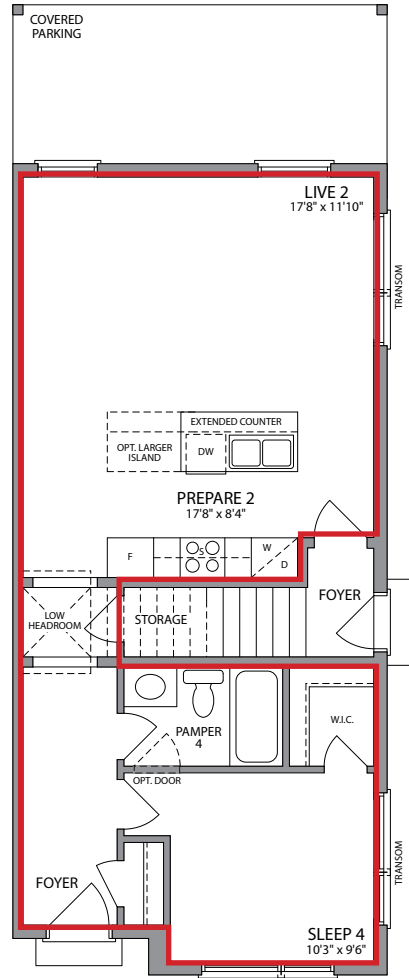 COVERED
PARKING
LIVE 2
17'8" x 11'10"
TRANSOM
EXTENDED COUNTER
OPT. LARGER
ISLAND
DW
PREPARE 2
17'8" x 8'4"
F
S
W
D
LOW
HEADROOM
STORAGE
FOYER
PAMPER
4
W.I.C.
OPT. DOOR
TRANSOM
FOYER
SLEEP 4
10'3" x 9'6"